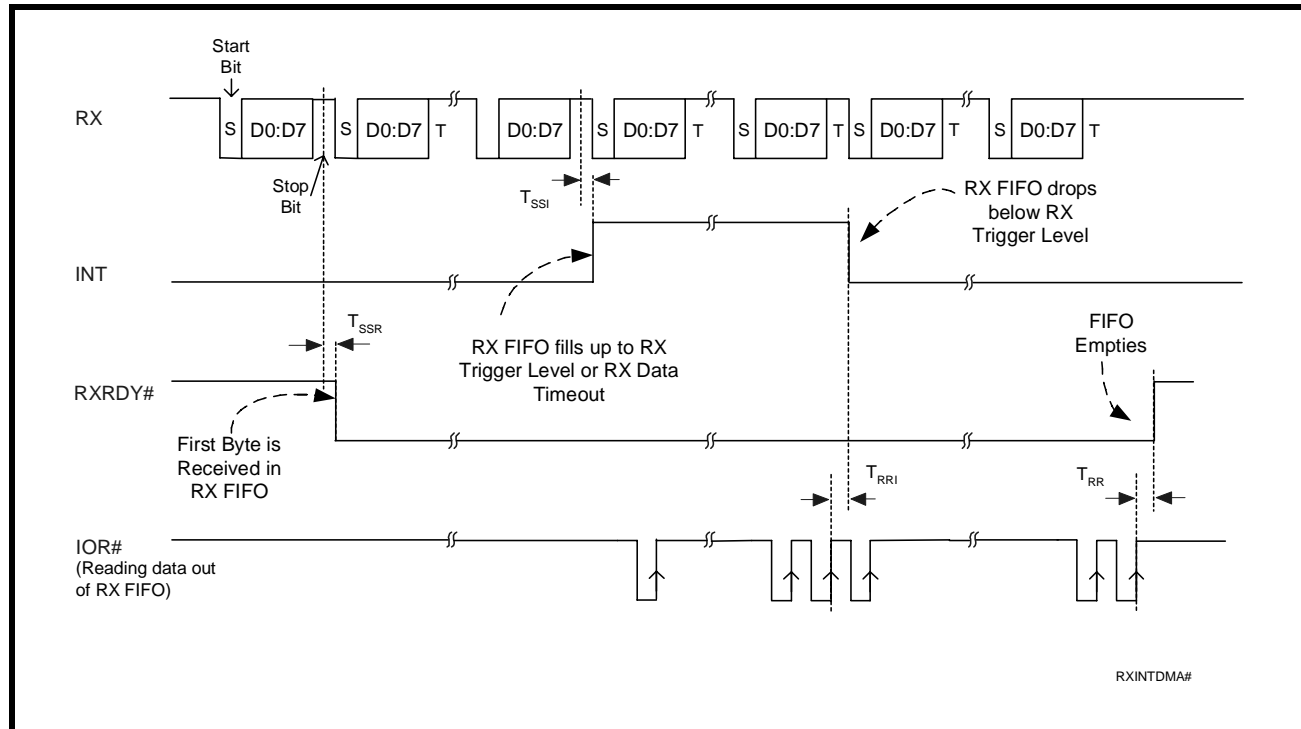 Start
Bit
RX
S D0:D7 S D0:D7 T D0:D7 S D0:D7 T S D0:D7 T S D0:D7 T S D0:D7 T
Stop
Bit
TSSI
RX FIFO drops
below RX
Trigger Level
INT
TSSR
RX FIFO fills up to RX
Trigger Level or RX Data
Timeout
FIFO
Empties
RXRDY#
First Byte is
Received in
RX FIFO
TRRI
TRR
IOR#
(Reading data out
of RX FIFO)
RXINTDMA#